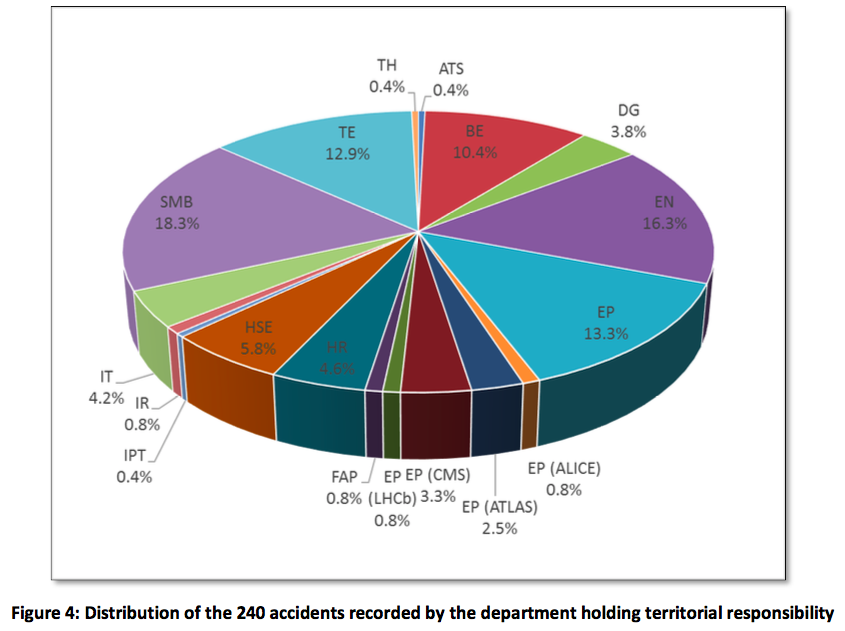 TH
0.4%
ATS
0.4%
DG
3.8%
TE
12.9%
BE
10.4%
SMB
18.3%
EN
16.3%
EP
13.3%
HSE
5.8%
HR
4.6%
IT
4.2%
IR
0.8%
IPT
0.4%
FAP
0.8%
EP
(LHCb)
0.8%
EP (CMS)
3.3%
EP (ATLAS)
2.5%
EP (ALICE)
0.8%
Figure 4: Distribution of the 240 accidents recorded by the department holding territorial responsibility